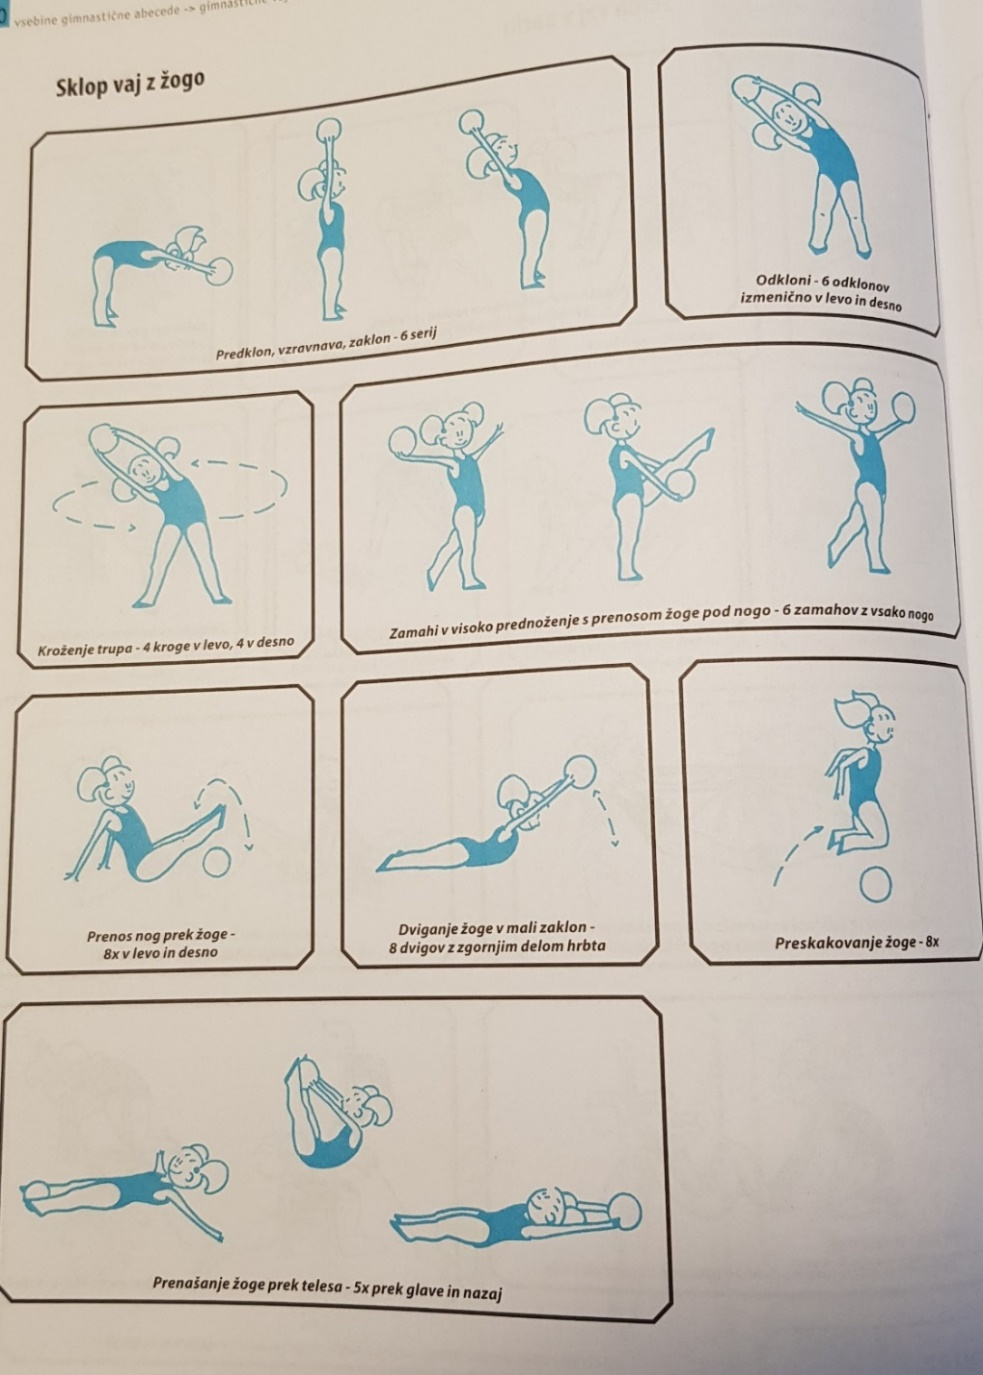 vsebine gimnastične abecede -> gimnastične
Sklop vaj z žogo
Predklon, vzravnava, zaklon - 6 serij
Odkloni - 6 odklonov
izmenično v levo in desno
Kroženje trupa - 4 kroge v levo, 4 v desno
Zamahi v visoko prednoženje s prenosom žoge pod nogo - 6 zamahov z vsako nogo
Prenos nog prek žoge -
8x v levo in desno
Dviganje žoge v mali zaklon -
8 dvigov z zgornjim delom hrbta
Preskakovanje žoge - 8x
Prenašanje žoge prek telesa - 5x prek glave in nazaj